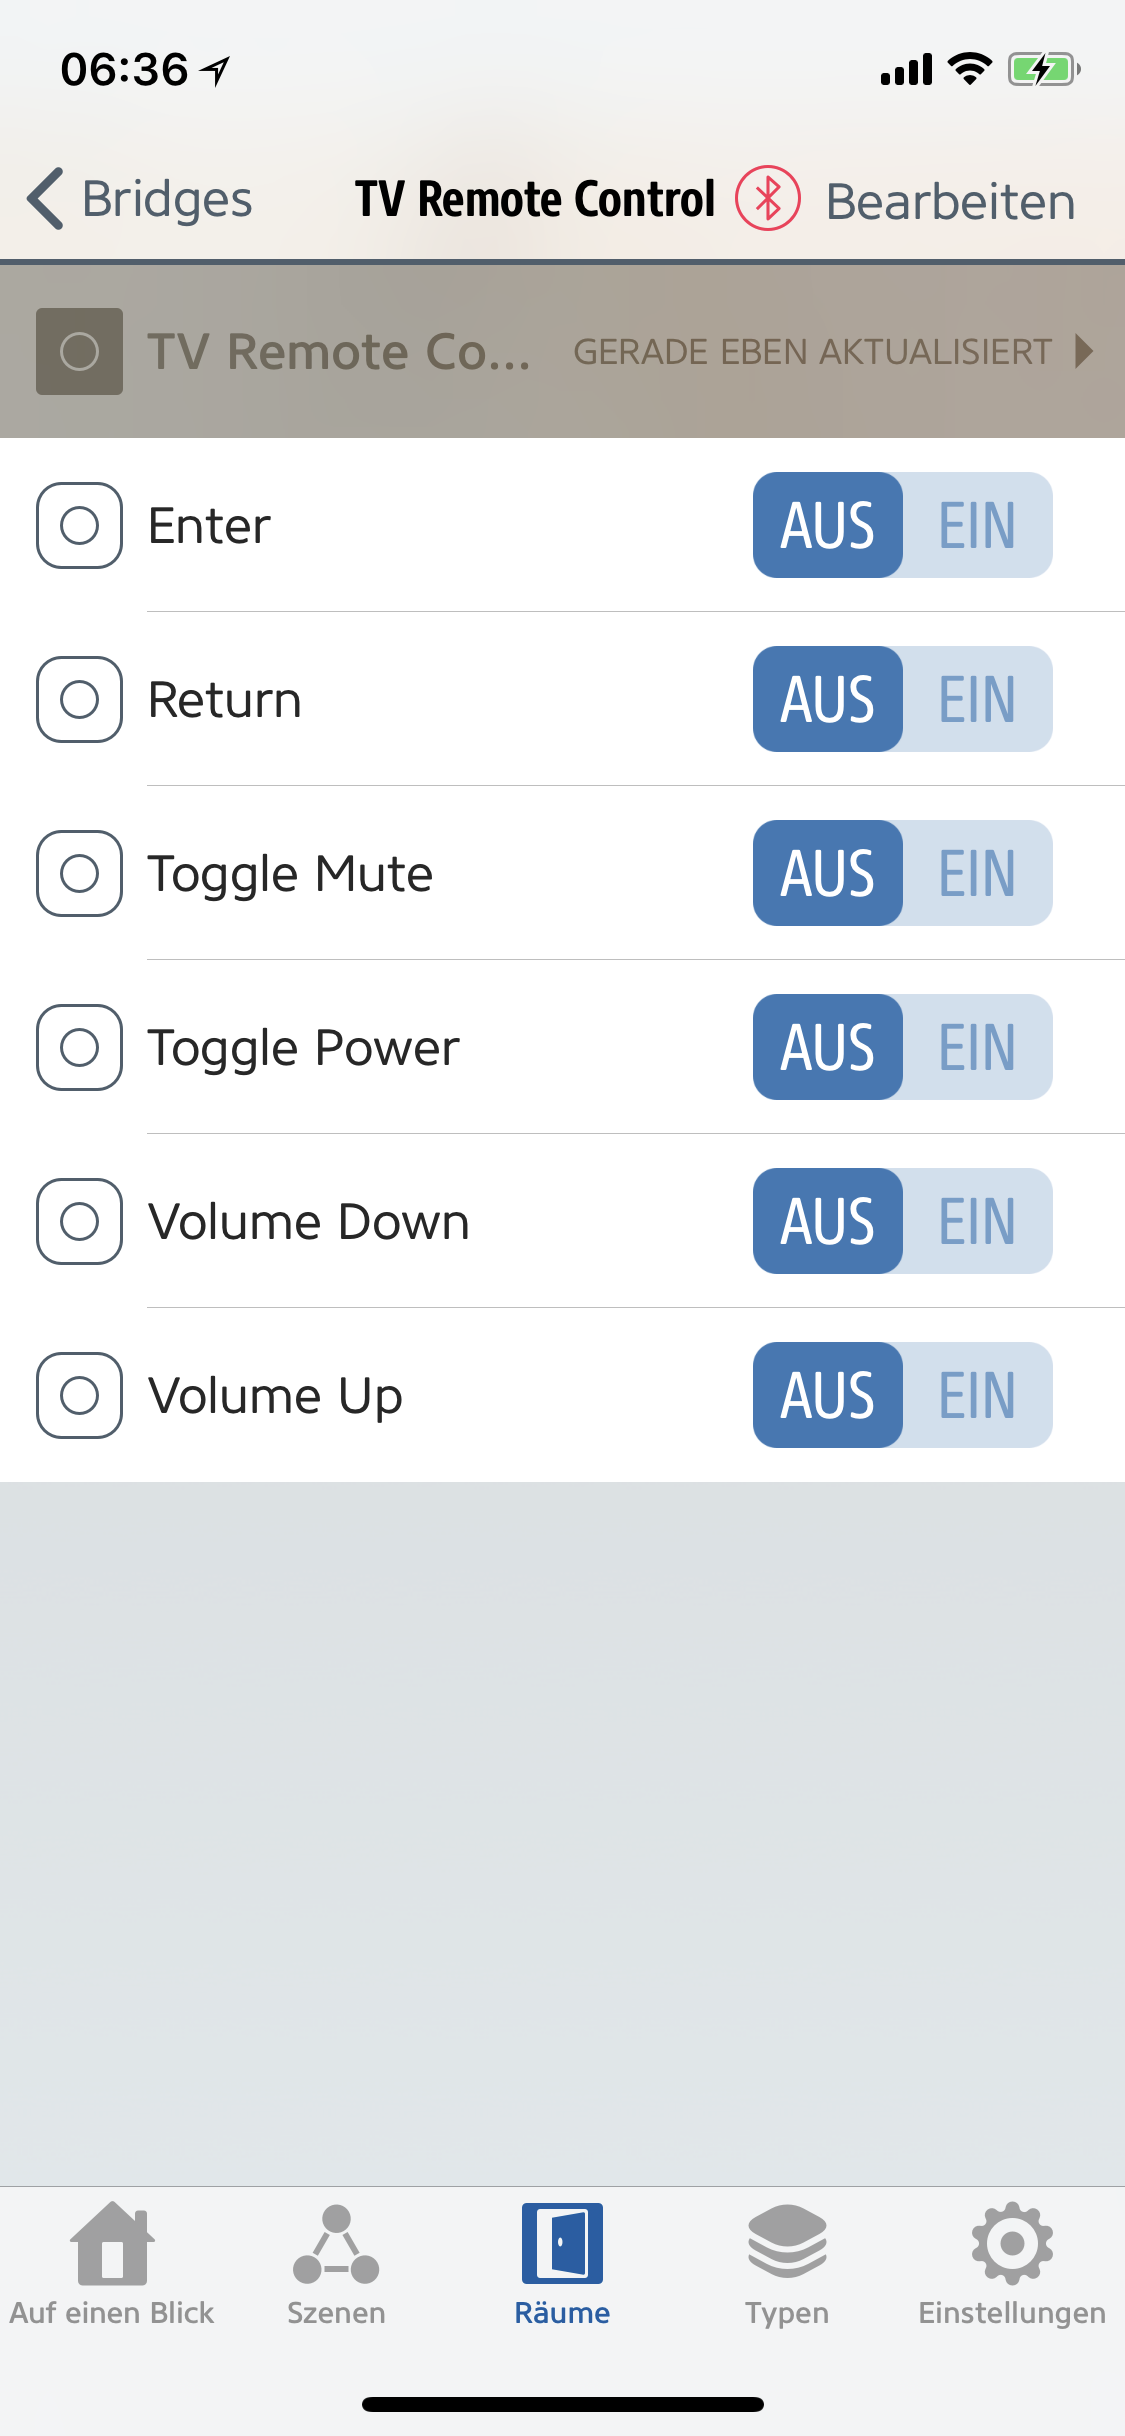 06:36
Bridges TV Remote Control Bearbeiten
TV Remote Co... GERADE EBEN AKTUALISIERT
Enter AUS EIN
Return AUS EIN
Toggle Mute AUS EIN
Toggle Power AUS EIN
Volume Down AUS EIN
Volume Up AUS EIN
Auf einen Blick Szenen Räume Typen Einstellungen